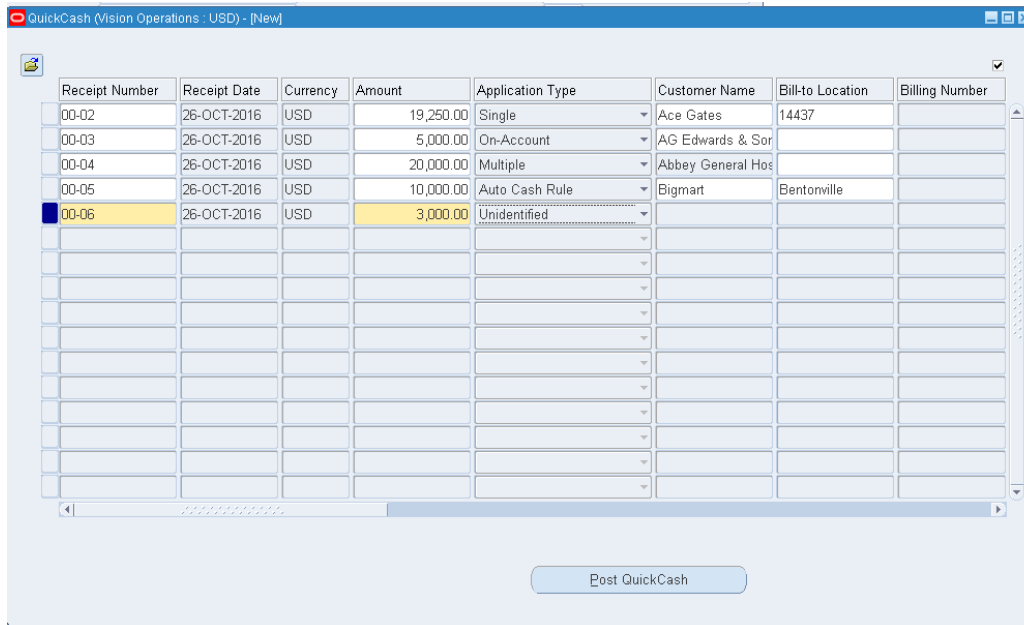 QuickCash (Vision Operations : USD) - [New]
Receipt Number Receipt Date Currency Amount Application Type Customer Name Bill-to Location Billing Number
00-02 26-OCT-2016 USD 19,250.00 Single Ace Gates 14437
00-03 26-OCT-2016 USD 5,000.00 On-Account AG Edwards & Sor
00-04 26-OCT-2016 USD 20,000.00 Multiple Abbey General Hos
00-05 26-OCT-2016 USD 10,000.00 Auto Cash Rule Bigmart Bentonville
00-06 26-OCT-2016 USD 3,000.00 Unidentified
Post QuickCash